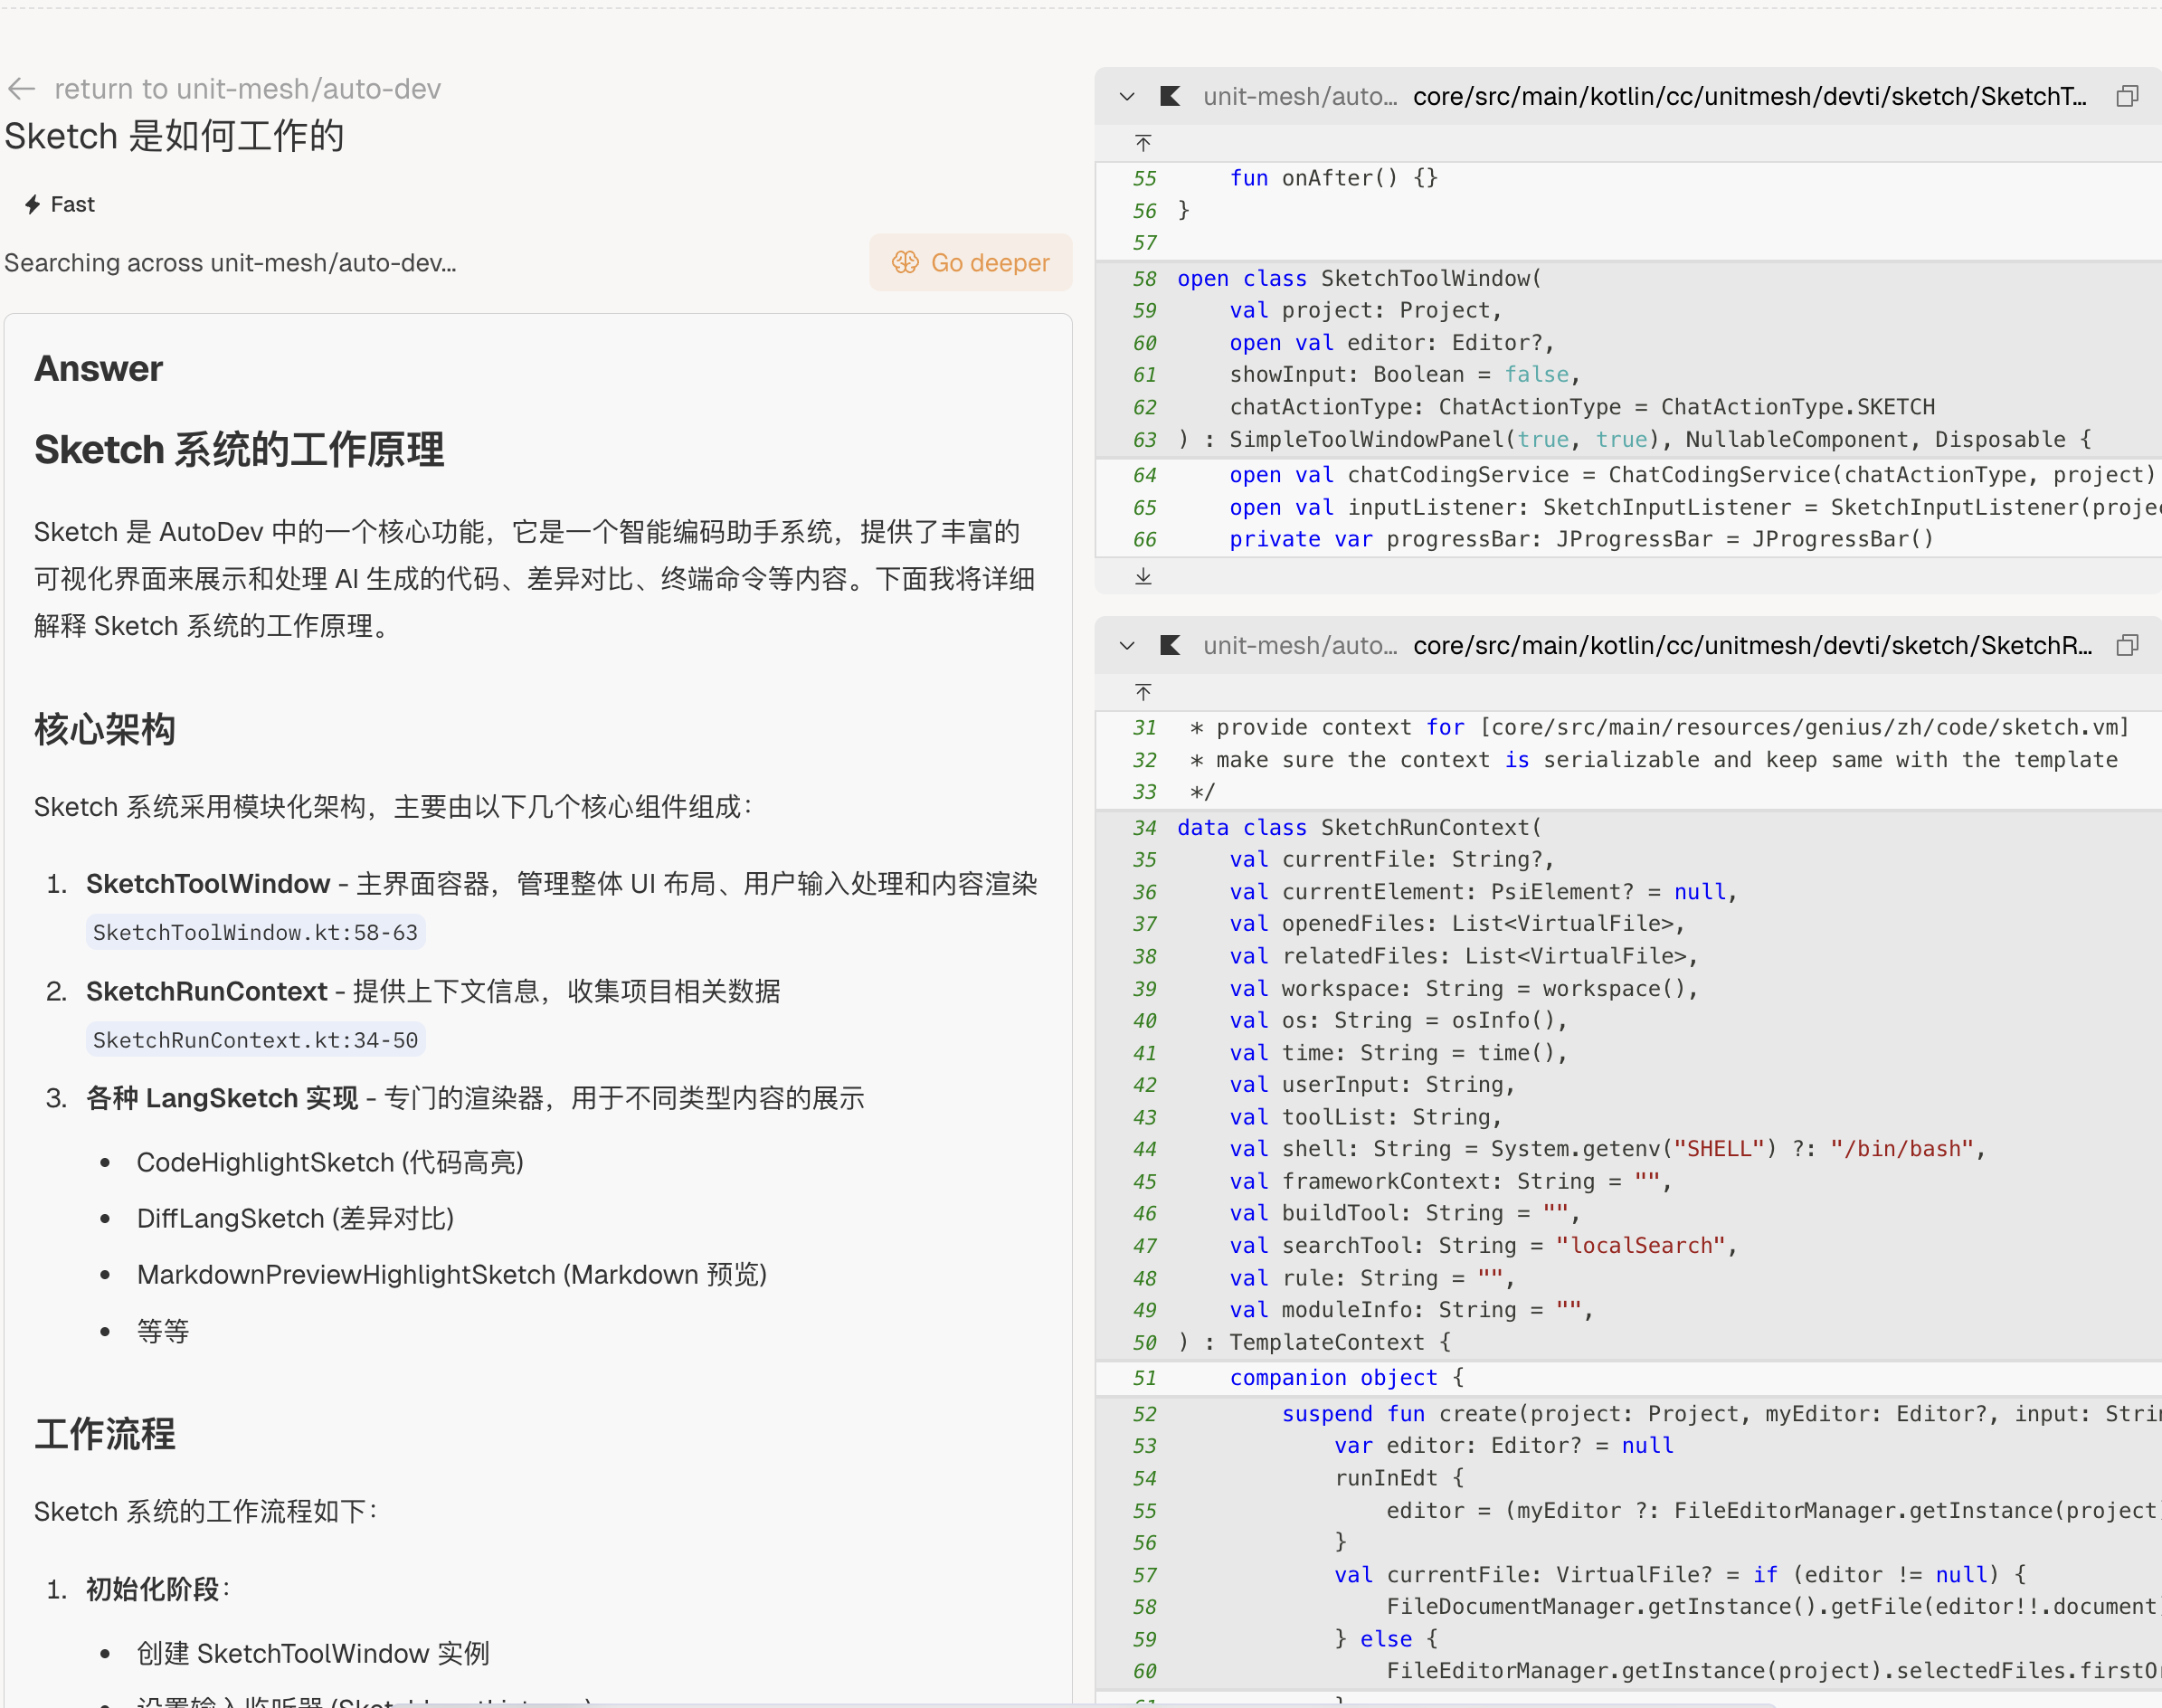 return to unit-mesh/auto-dev
Sketch 是如何工作的
Fast
Searching across unit-mesh/auto-dev...
Go deeper
Answer
Sketch 系统的工作原理
Sketch 是 AutoDev 中的一个核心功能，它是一个智能编码助手系统，提供了丰富的
可视化界面来展示和处理 AI 生成的代码、差异对比、终端命令等内容。下面我将详细
解释 Sketch 系统的工作原理。
核心架构
Sketch 系统采用模块化架构，主要由以下几个核心组件组成：
1. SketchToolWindow - 主界面容器，管理整体 UI 布局、用户输入处理和内容渲染
SketchToolWindow.kt:58-63
2. SketchRunContext - 提供上下文信息，收集项目相关数据
SketchRunContext.kt:34-50
3. 各种 LangSketch 实现 - 专门的渲染器，用于不同类型内容的展示
• CodeHighlightSketch (代码高亮)
• DiffLangSketch (差异对比)
• MarkdownPreviewHighlightSketch (Markdown 预览)
• 等等
工作流程
Sketch 系统的工作流程如下：
1. 初始化阶段：
• 创建 SketchToolWindow 实例
unit-mesh/auto... core/src/main/kotlin/cc/unitmesh/devti/sketch/SketchT...
55     fun onAfter() {}
56 }
57
58 open class SketchToolWindow(
59     val project: Project,
60     open val editor: Editor?,
61     showInput: Boolean = false,
62     chatActionType: ChatActionType = ChatActionType.SKETCH
63 ) : SimpleToolWindowPanel(true, true), NullableComponent, Disposable {
64     open val chatCodingService = ChatCodingService(chatActionType, project)
65     open val inputListener: SketchInputListener = SketchInputListener(proje
66     private var progressBar: JProgressBar = JProgressBar()
unit-mesh/auto... core/src/main/kotlin/cc/unitmesh/devti/sketch/SketchR...
31  * provide context for [core/src/main/resources/genius/zh/code/sketch.vm]
32  * make sure the context is serializable and keep same with the template
33  */
34 data class SketchRunContext(
35     val currentFile: String?,
36     val currentElement: PsiElement? = null,
37     val openedFiles: List<VirtualFile>,
38     val relatedFiles: List<VirtualFile>,
39     val workspace: String = workspace(),
40     val os: String = osInfo(),
41     val time: String = time(),
42     val userInput: String,
43     val toolList: String,
44     val shell: String = System.getenv("SHELL") ?: "/bin/bash",
45     val frameworkContext: String = "",
46     val buildTool: String = "",
47     val searchTool: String = "localSearch",
48     val rule: String = "",
49     val moduleInfo: String = "",
50 ) : TemplateContext {
51     companion object {
52         suspend fun create(project: Project, myEditor: Editor?, input: Strin
53             var editor: Editor? = null
54             runInEdt {
55                 editor = (myEditor ?: FileEditorManager.getInstance(project
56             }
57             val currentFile: VirtualFile? = if (editor != null) {
58                 FileDocumentManager.getInstance().getFile(editor!!.document
59             } else {
60                 FileEditorManager.getInstance(project).selectedFiles.firstO